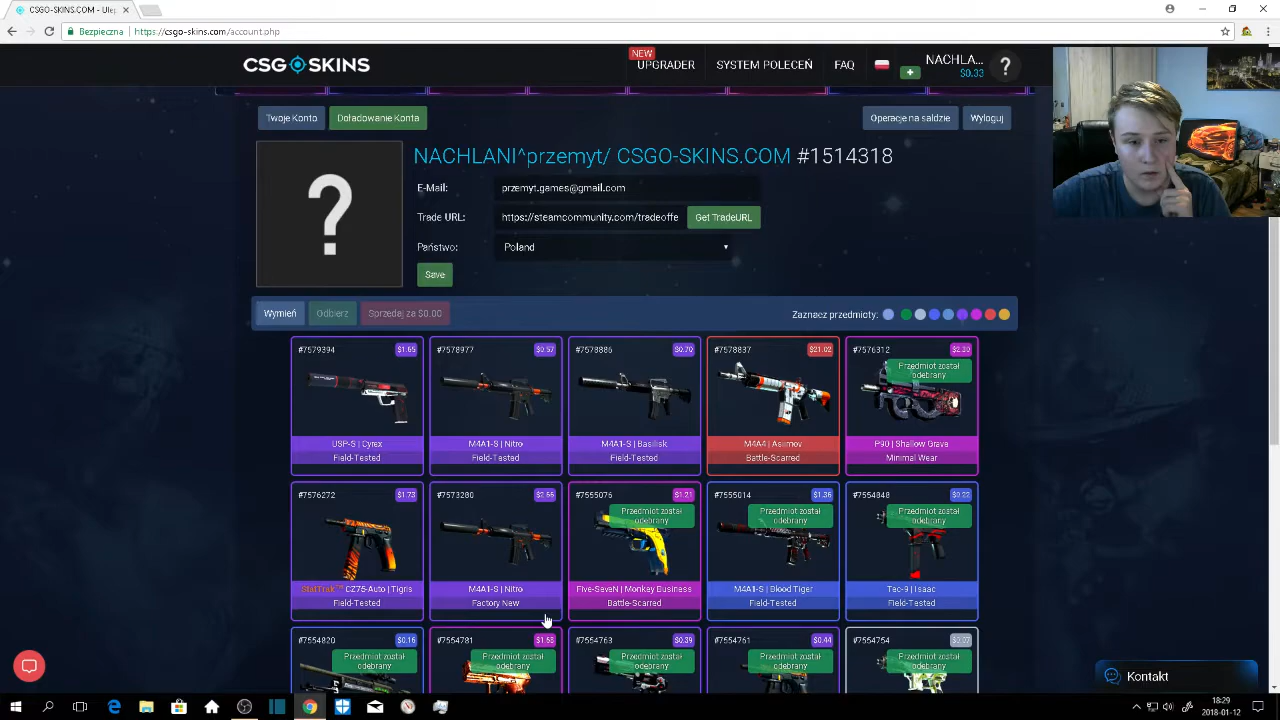 CSGO-SKINS.COM - Ulep
Bezpieczna https://csgo-skins.com/account.php
CSGO SKINS
NEW
UPGRADER
SYSTEM POLECEŃ
FAQ
NACHLA...
$0.33
?
Twoje Konto
Doładowanie Konta
Operacje na saldzie
Wyloguj
NACHLANI^przemyt/ CSGO-SKINS.COM #1514318
E-Mail: przemyt.games@gmail.com
Trade URL: https://steamcommunity.com/tradeoffe Get TradeURL
Państwo: Poland
Save
Wymień Odbierz Sprzedaj za $0.00 Zaznacz przedmioty:
#7579394 $1.65 #7578977 $0.57 #7578886 $0.70 #7578837 $21.02 #7576312 $2.30
Przedmiot został
odebrany
USP-S | Cyrex M4A1-S | Nitro M4A1-S | Basilisk M4A4 | Asiimov P90 | Shallow Grave
Field-Tested Field-Tested Field-Tested Battle-Scarred Minimal Wear
#7576272 $1.73 #7573280 $2.66 #7555076 $1.21 #7555014 $1.36 #7554848 $0.22
Przedmiot został Przedmiot został Przedmiot został
odebrany odebrany odebrany
StatTrak™ CZ75-Auto | Tigris M4A1-S | Nitro Five-SeveN | Monkey Business M4A1-S | Blood Tiger Tec-9 | Isaac
Field-Tested Factory New Battle-Scarred Field-Tested Field-Tested
#7554820 $0.16 #7554781 $1.55 #7554763 $0.39 #7554761 $0.44 #7554754
Przedmiot został Przedmiot został Przedmiot został Przedmiot został Przedmiot został
odebrany odebrany odebrany odebrany odebrany
Kontakt
18:29
2018-01-12